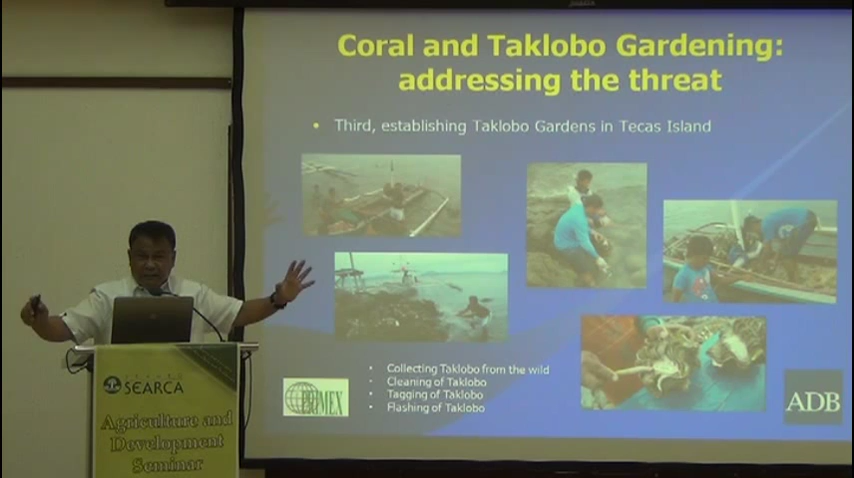 Coral and Taklobo Gardening:
addressing the threat
• Third, establishing Taklobo Gardens in Tecas Island
• Collecting Taklobo from the wild
• Cleaning of Taklobo
• Tagging of Taklobo
• Flashing of Taklobo
PRIMEX
ADB
SEARCA
Agriculture and
Development
Seminar